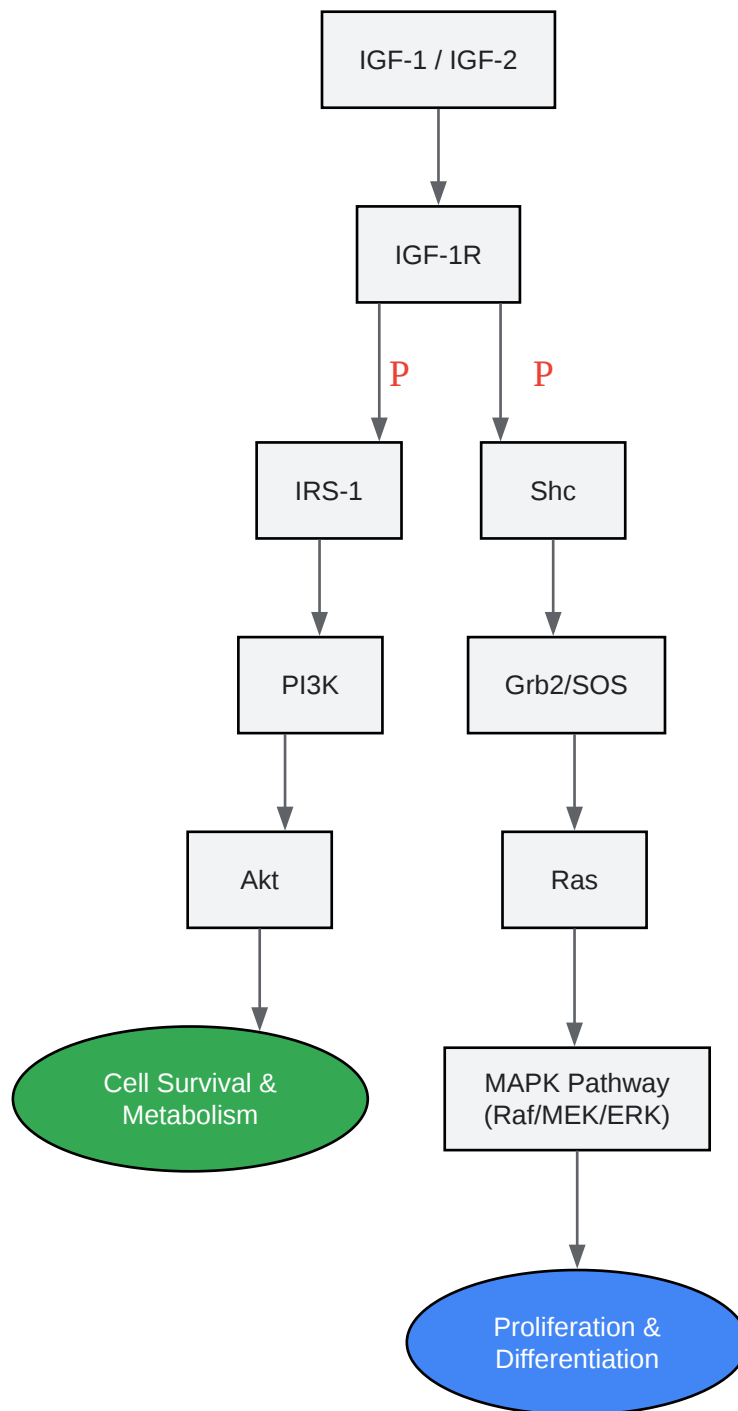 IGF-1 / IGF-2
IGF-1R
P
P
IRS-1
Shc
PI3K
Grb2/SOS
Akt
Ras
Cell Survival &
Metabolism
MAPK Pathway
(Raf/MEK/ERK)
Proliferation &
Differentiation